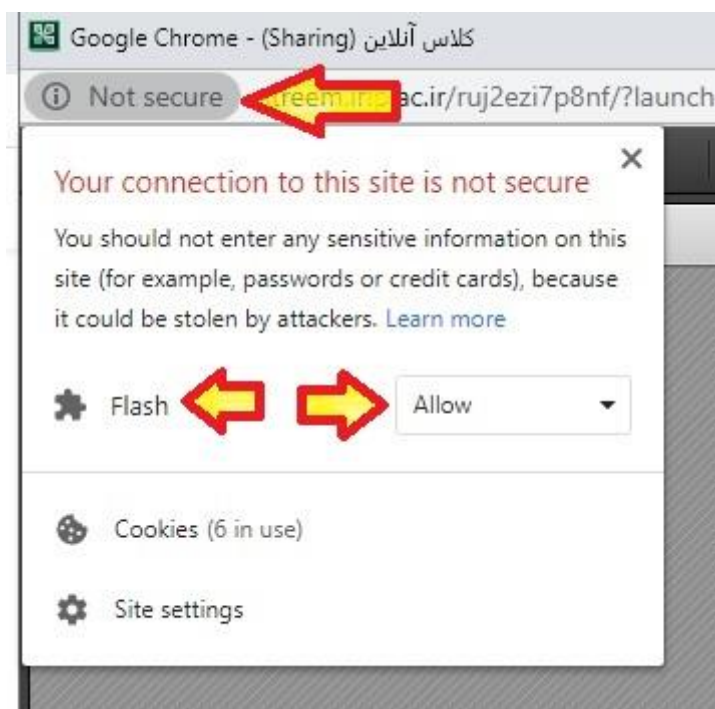 کلاس آنلاین (Sharing) - Google Chrome
Not secure ac.ir/ruj2ezi7p8nf/?launch
Your connection to this site is not secure
You should not enter any sensitive information on this
site (for example, passwords or credit cards), because
it could be stolen by attackers. Learn more
Flash Allow
Cookies (6 in use)
Site settings